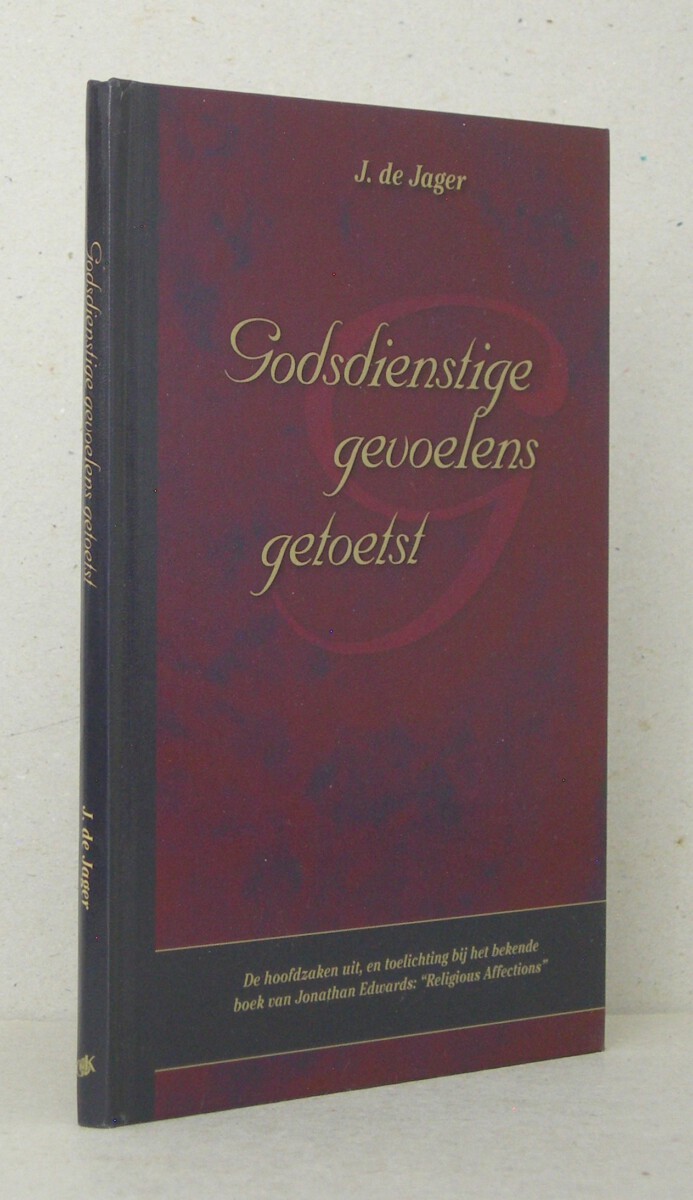 J. de Jager
Godsdienstige
gevoelens
getoetst
De hoofdzaken uit, en toelichting bij het bekende
boek van Jonathan Edwards: “Religious Affections”
Godsdienstige gevoelens getoetst
J. de Jager